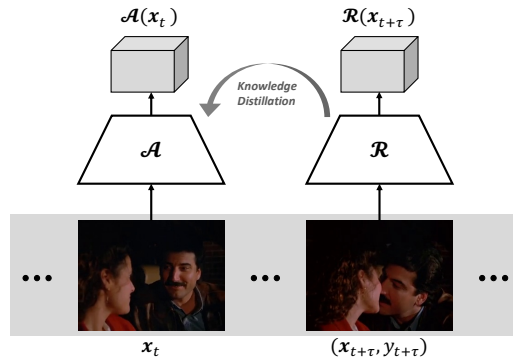 𝓐(𝒙ₜ) 𝓡(𝒙ₜ₊τ)
Knowledge
Distillation
𝓐 𝓡
••• ••• •••
𝒙ₜ (𝒙ₜ₊τ, yₜ₊τ)